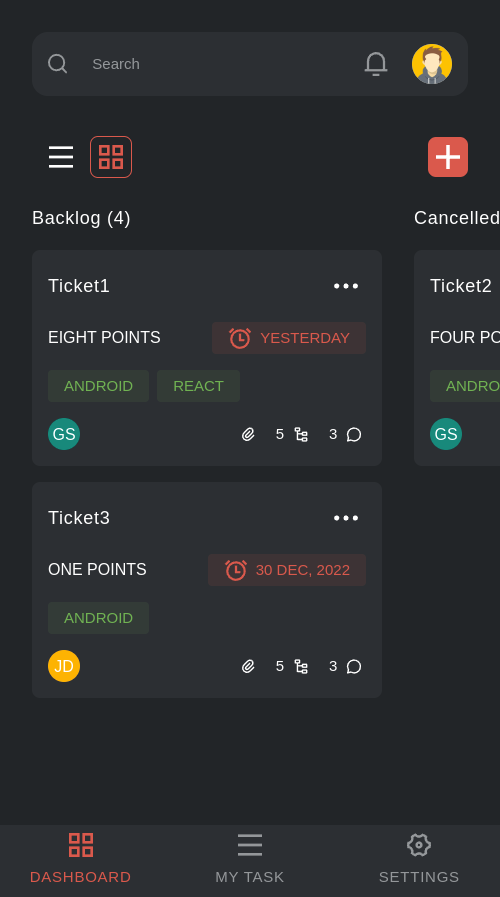 Search
Backlog (4)
Cancelled
Ticket1
EIGHT POINTS
YESTERDAY
ANDROID
REACT
GS
5
3
Ticket2
FOUR PO
ANDRO
GS
Ticket3
ONE POINTS
30 DEC, 2022
ANDROID
JD
5
3
DASHBOARD
MY TASK
SETTINGS